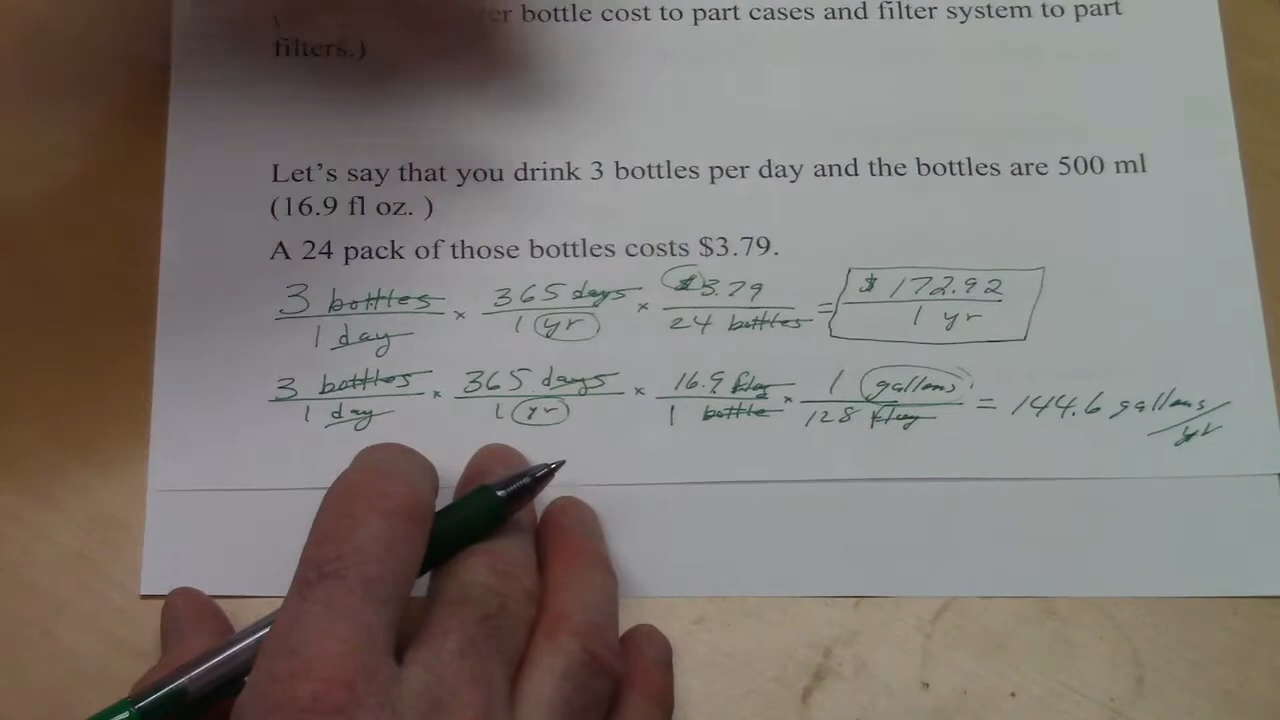 bottle cost to part cases and filter system to part
filters.)
Let's say that you drink 3 bottles per day and the bottles are 500 ml
(16.9 fl oz. )
A 24 pack of those bottles costs $3.79.
3 bottles / 1 day × 365 days / 1 yr × $3.79 / 24 bottles = $172.92 / 1 yr
3 bottles / 1 day × 365 days / 1 yr × 16.9 / 1 bottle × 1 gallons / 128 = 144.6 gallons / yr